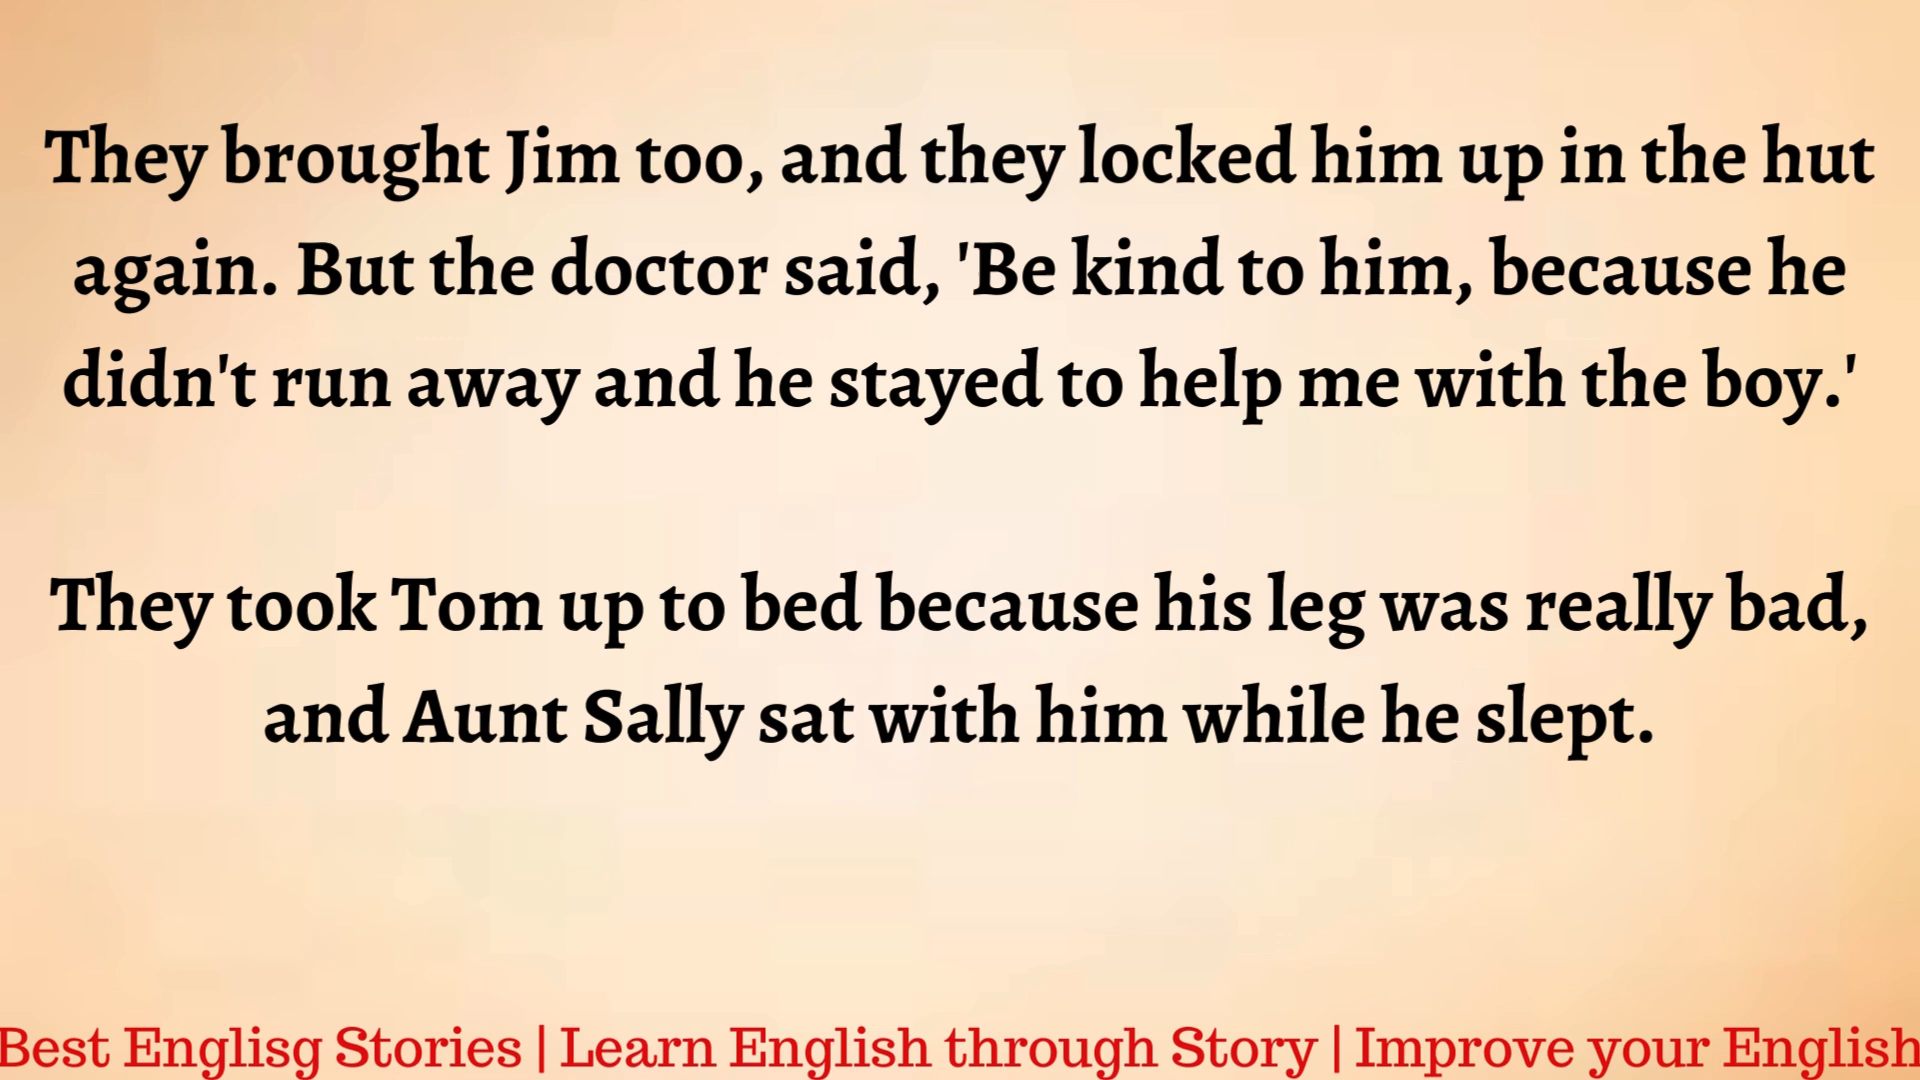 They brought Jim too, and they locked him up in the hut
again. But the doctor said, 'Be kind to him, because he
didn't run away and he stayed to help me with the boy.'
They took Tom up to bed because his leg was really bad,
and Aunt Sally sat with him while he slept.
Best Englisg Stories | Learn English through Story | Improve your English